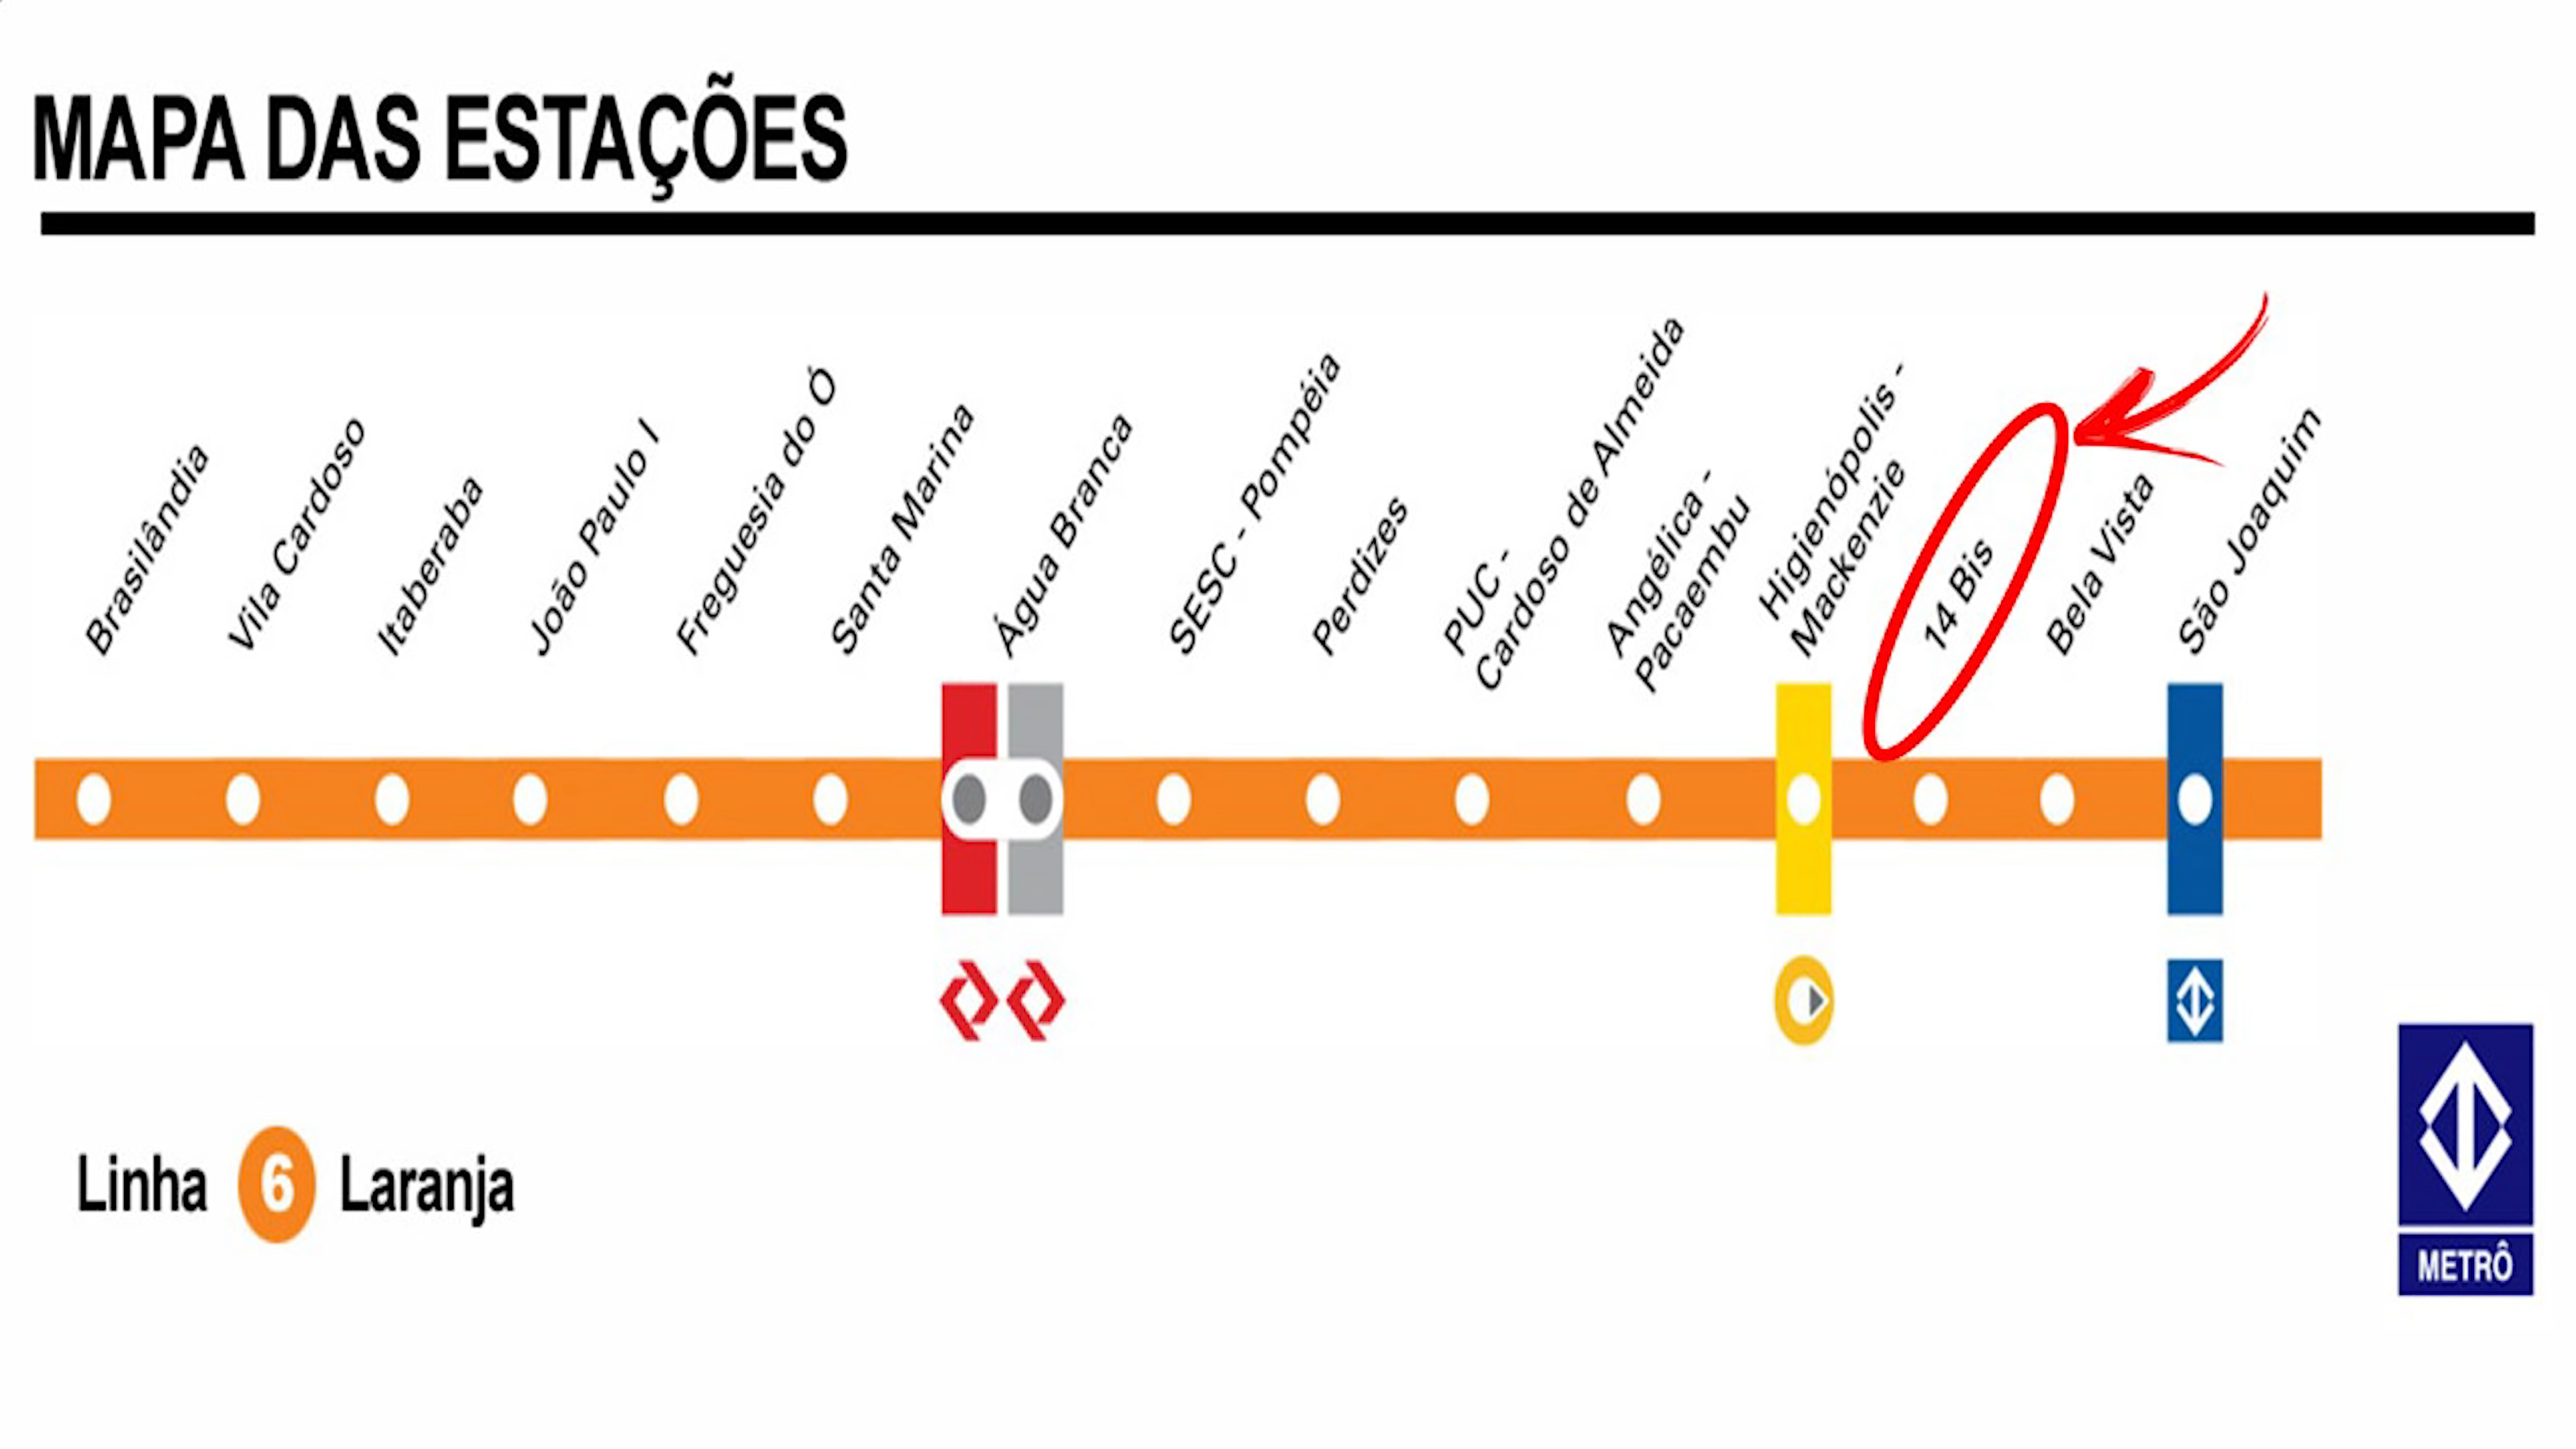 MAPA DAS ESTAÇÕES
Brasilândia
Vila Cardoso
Itaberaba
João Paulo I
Freguesia do Ó
Santa Marina
Água Branca
SESC - Pompéia
Perdizes
PUC -
Cardoso de Almeida
Angélica -
Pacaembu
Higienópolis -
Mackenzie
14 Bis
Bela Vista
São Joaquim
Linha 6 Laranja
METRÔ